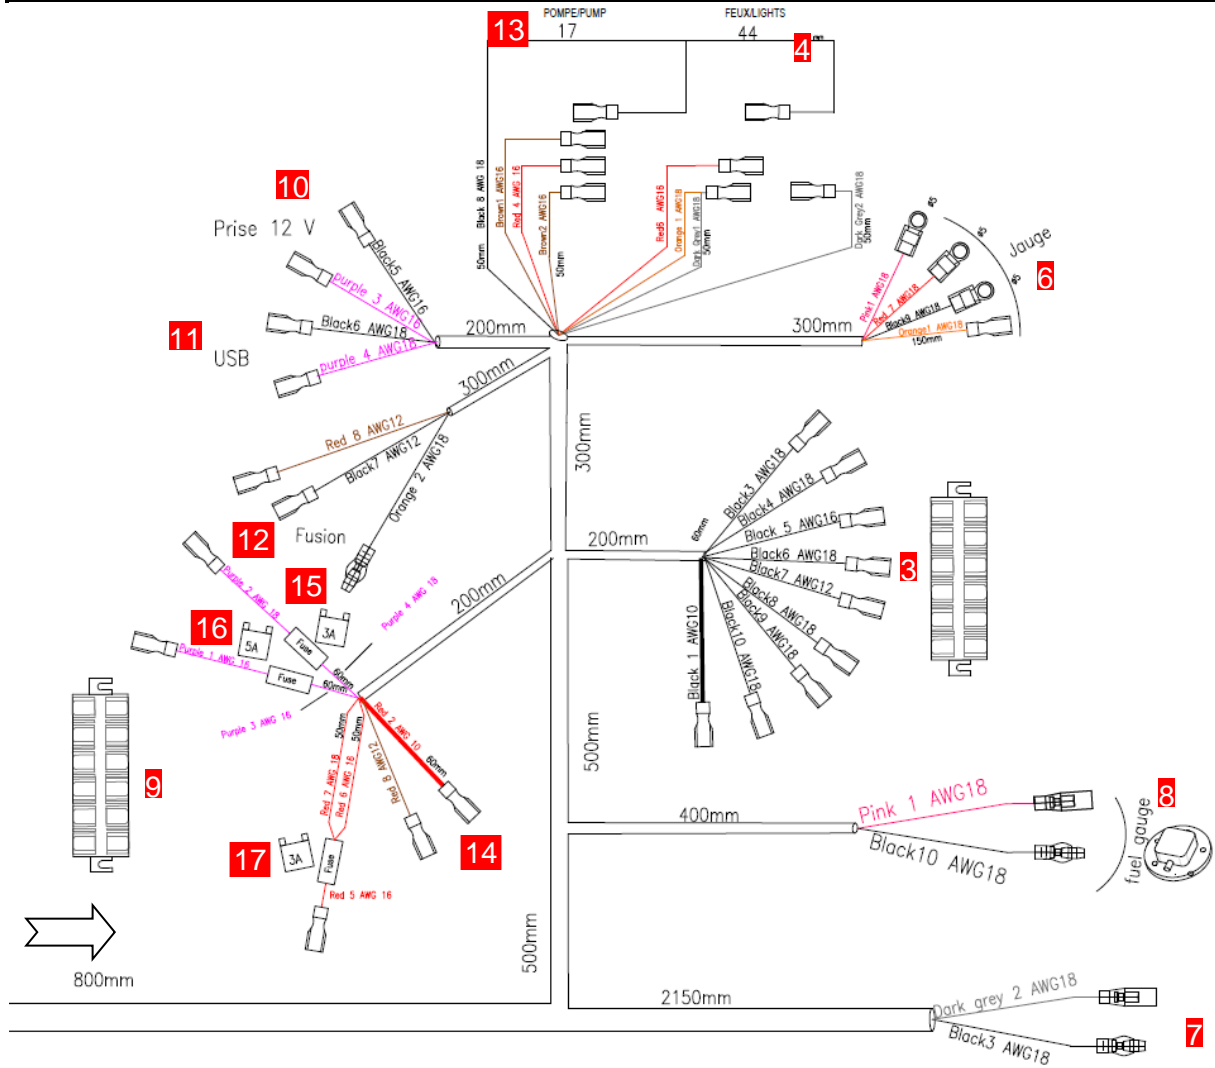 POMPE/PUMP
17
FEUX/LIGHTS
44
13
4
Black 8 AWG 18
50mm
Brown1 AWG16
Red 4 AWG 16
Brown2 AWG16
50mm
Red6 AWG16
Orange 1 AWG18
Dark Grey1 AWG18
50mm
Dark Grey2 AWG18
50mm
10
Prise 12 V
Black5 AWG16
purple 3 AWG16
Black6 AWG18
purple 4 AWG18
11
USB
200mm
300mm
ø5
ø5
ø5
Jauge
6
Pink1 AWG18
Red 7 AWG18
Black9 AWG18
Orange1 AWG18
150mm
300mm
Red 8 AWG12
Black7 AWG12
Orange 2 AWG18
12
Fusion
300mm
200mm
60mm
Black3 AWG18
Black4 AWG18
Black 5 AWG16
Black6 AWG18
Black7 AWG12
Black8 AWG18
Black9 AWG18
Black10 AWG18
Black 1 AWG10
3
200mm
Purple 2 AWG 18
15
3A
Purple 4 AWG 18
16
5A
Purple 1 AWG 16
Fuse
Fuse
60mm
60mm
Purple 3 AWG 16
50mm
50mm
Red 7 AWG 18
Red 6 AWG 16
Red 8 AWG12
Red 2 AWG 10
60mm
14
17
3A
Fuse
Red 5 AWG 16
9
500mm
400mm
Pink 1 AWG18
Black10 AWG18
fuel gauge
8
800mm
500mm
2150mm
Dark grey 2 AWG18
Black3 AWG18
7